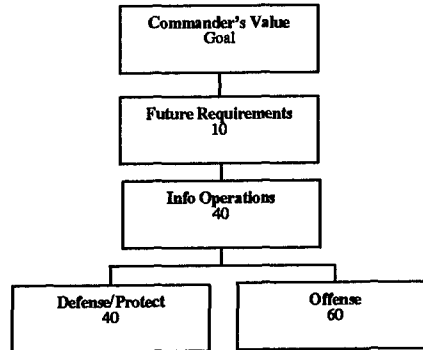 Commander's Value
Goal
Future Requirements
10
Info Operations
40
Defense/Protect
40
Offense
60